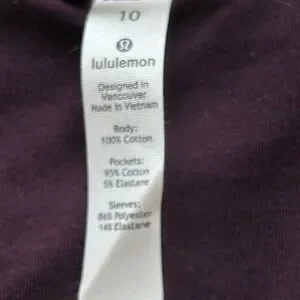 10
lululemon
Designed in
Vancouver
Made in Vietnam
Body:
100% Cotton
Pockets:
95% Cotton
5% Elastane
Sleeves:
86% Polyester
14% Elastane